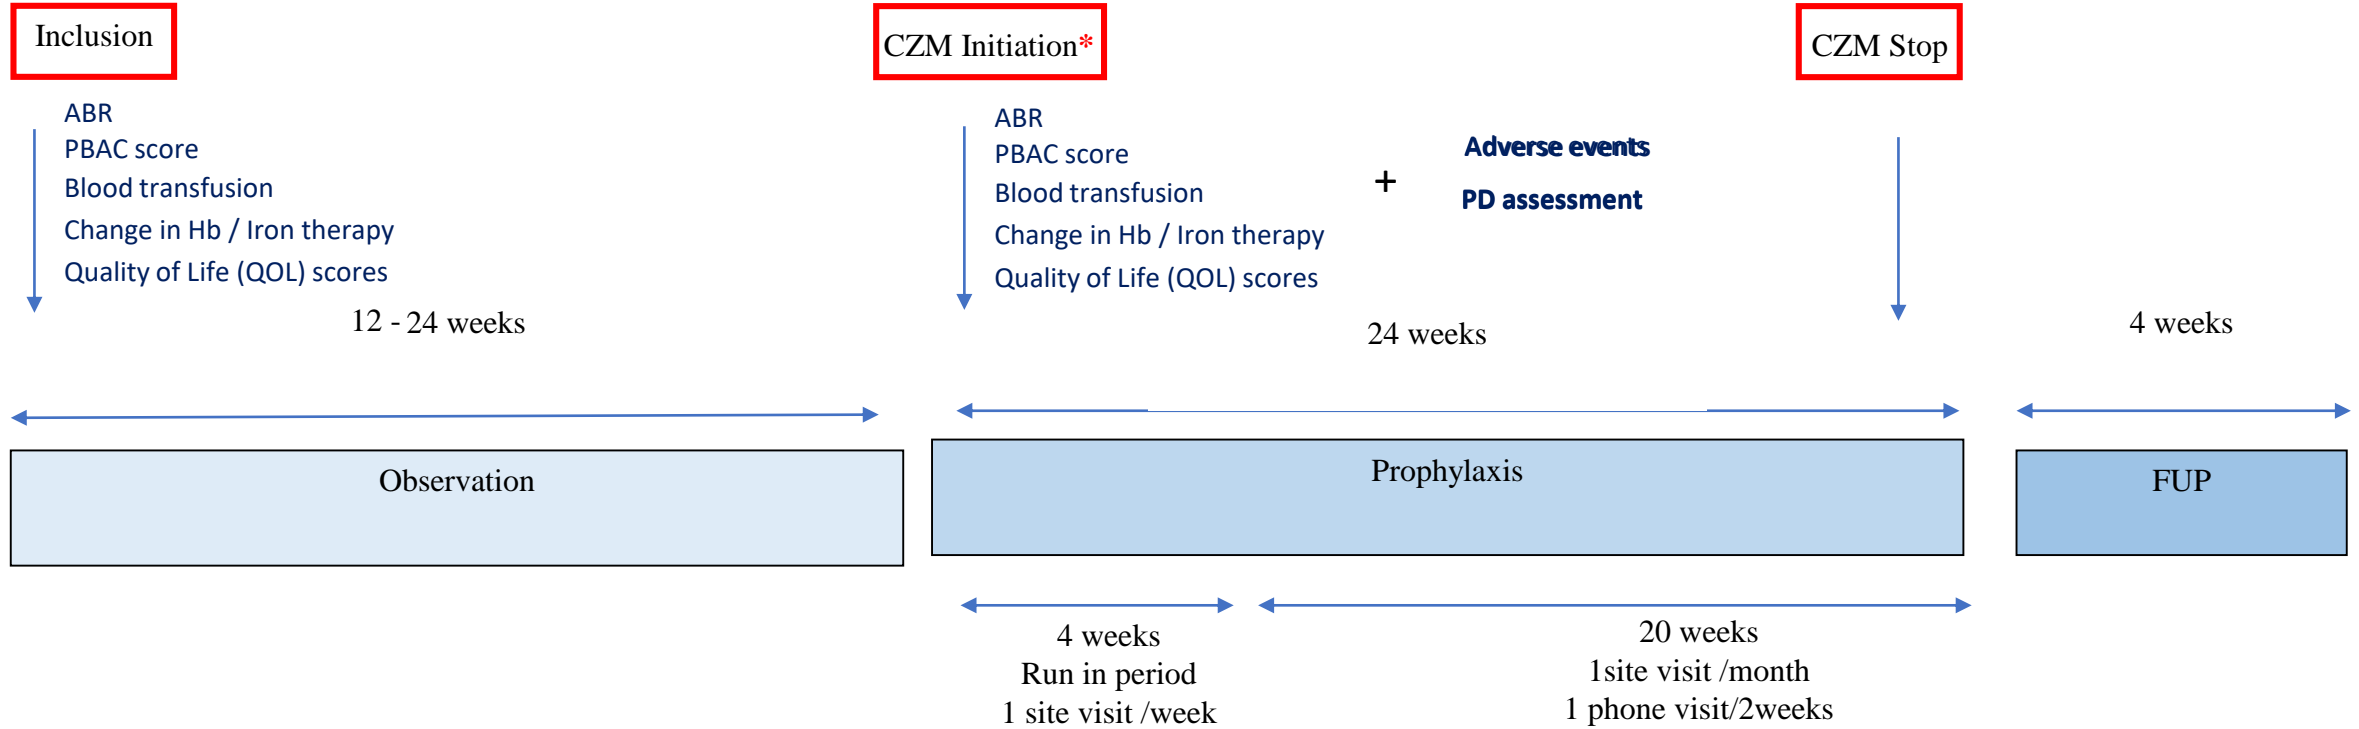 Inclusion
CZM Initiation*
CZM Stop
ABR
PBAC score
Blood transfusion
Change in Hb / Iron therapy
Quality of Life (QOL) scores
ABR
PBAC score
Blood transfusion
Change in Hb / Iron therapy
Quality of Life (QOL) scores
+
Adverse events
PD assessment
12 - 24 weeks
24 weeks
4 weeks
Observation
Prophylaxis
FUP
4 weeks
Run in period
1 site visit /week
20 weeks
1site visit /month
1 phone visit/2weeks